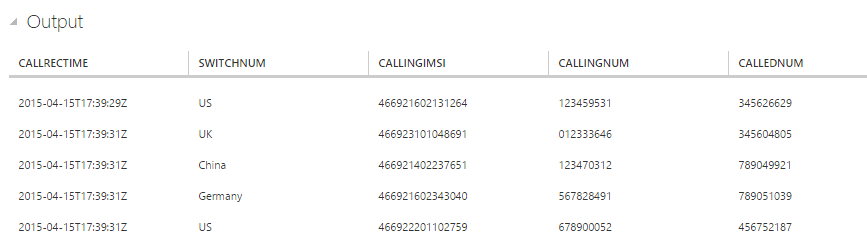 Output
CALLRECTIME SWITCHNUM CALLINGIMSI CALLINGNUM CALLEDNUM
2015-04-15T17:39:29Z US 466921602131264 123459531 345626629
2015-04-15T17:39:31Z UK 466923101048691 012333646 345604805
2015-04-15T17:39:31Z China 466921402237651 123470312 789049921
2015-04-15T17:39:31Z Germany 466921602343040 567828491 789051039
2015-04-15T17:39:31Z US 466922201102759 678900052 456752187